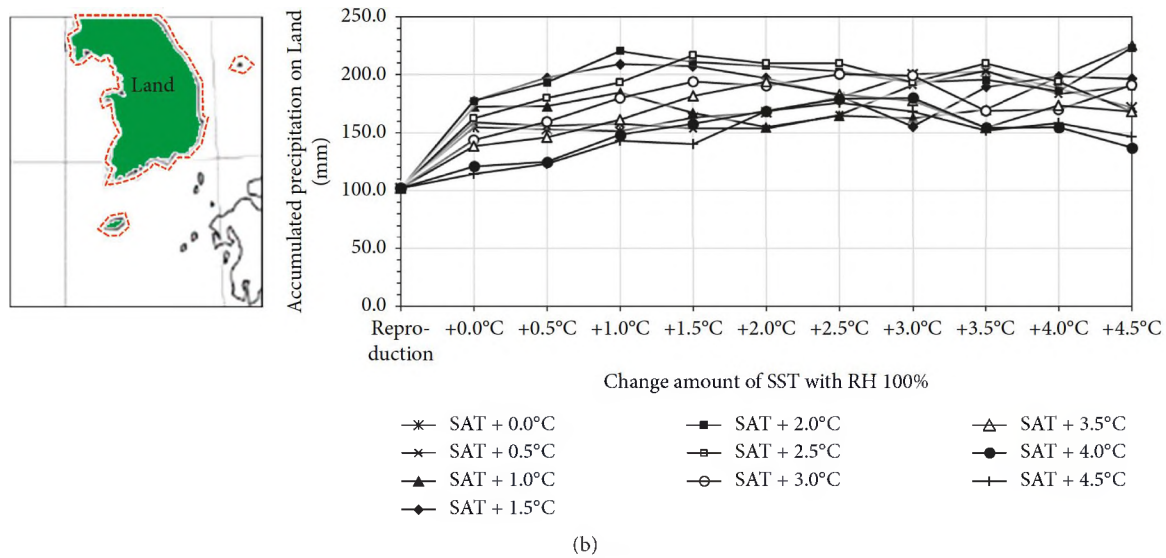 Land
Accumulated precipitation on Land
(mm)
250.0
200.0
150.0
100.0
50.0
0.0
Repro-
duction
+0.0°C +0.5°C +1.0°C +1.5°C +2.0°C +2.5°C +3.0°C +3.5°C +4.0°C +4.5°C
Change amount of SST with RH 100%
SAT + 0.0°C
SAT + 0.5°C
SAT + 1.0°C
SAT + 1.5°C
SAT + 2.0°C
SAT + 2.5°C
SAT + 3.0°C
SAT + 3.5°C
SAT + 4.0°C
SAT + 4.5°C
(b)